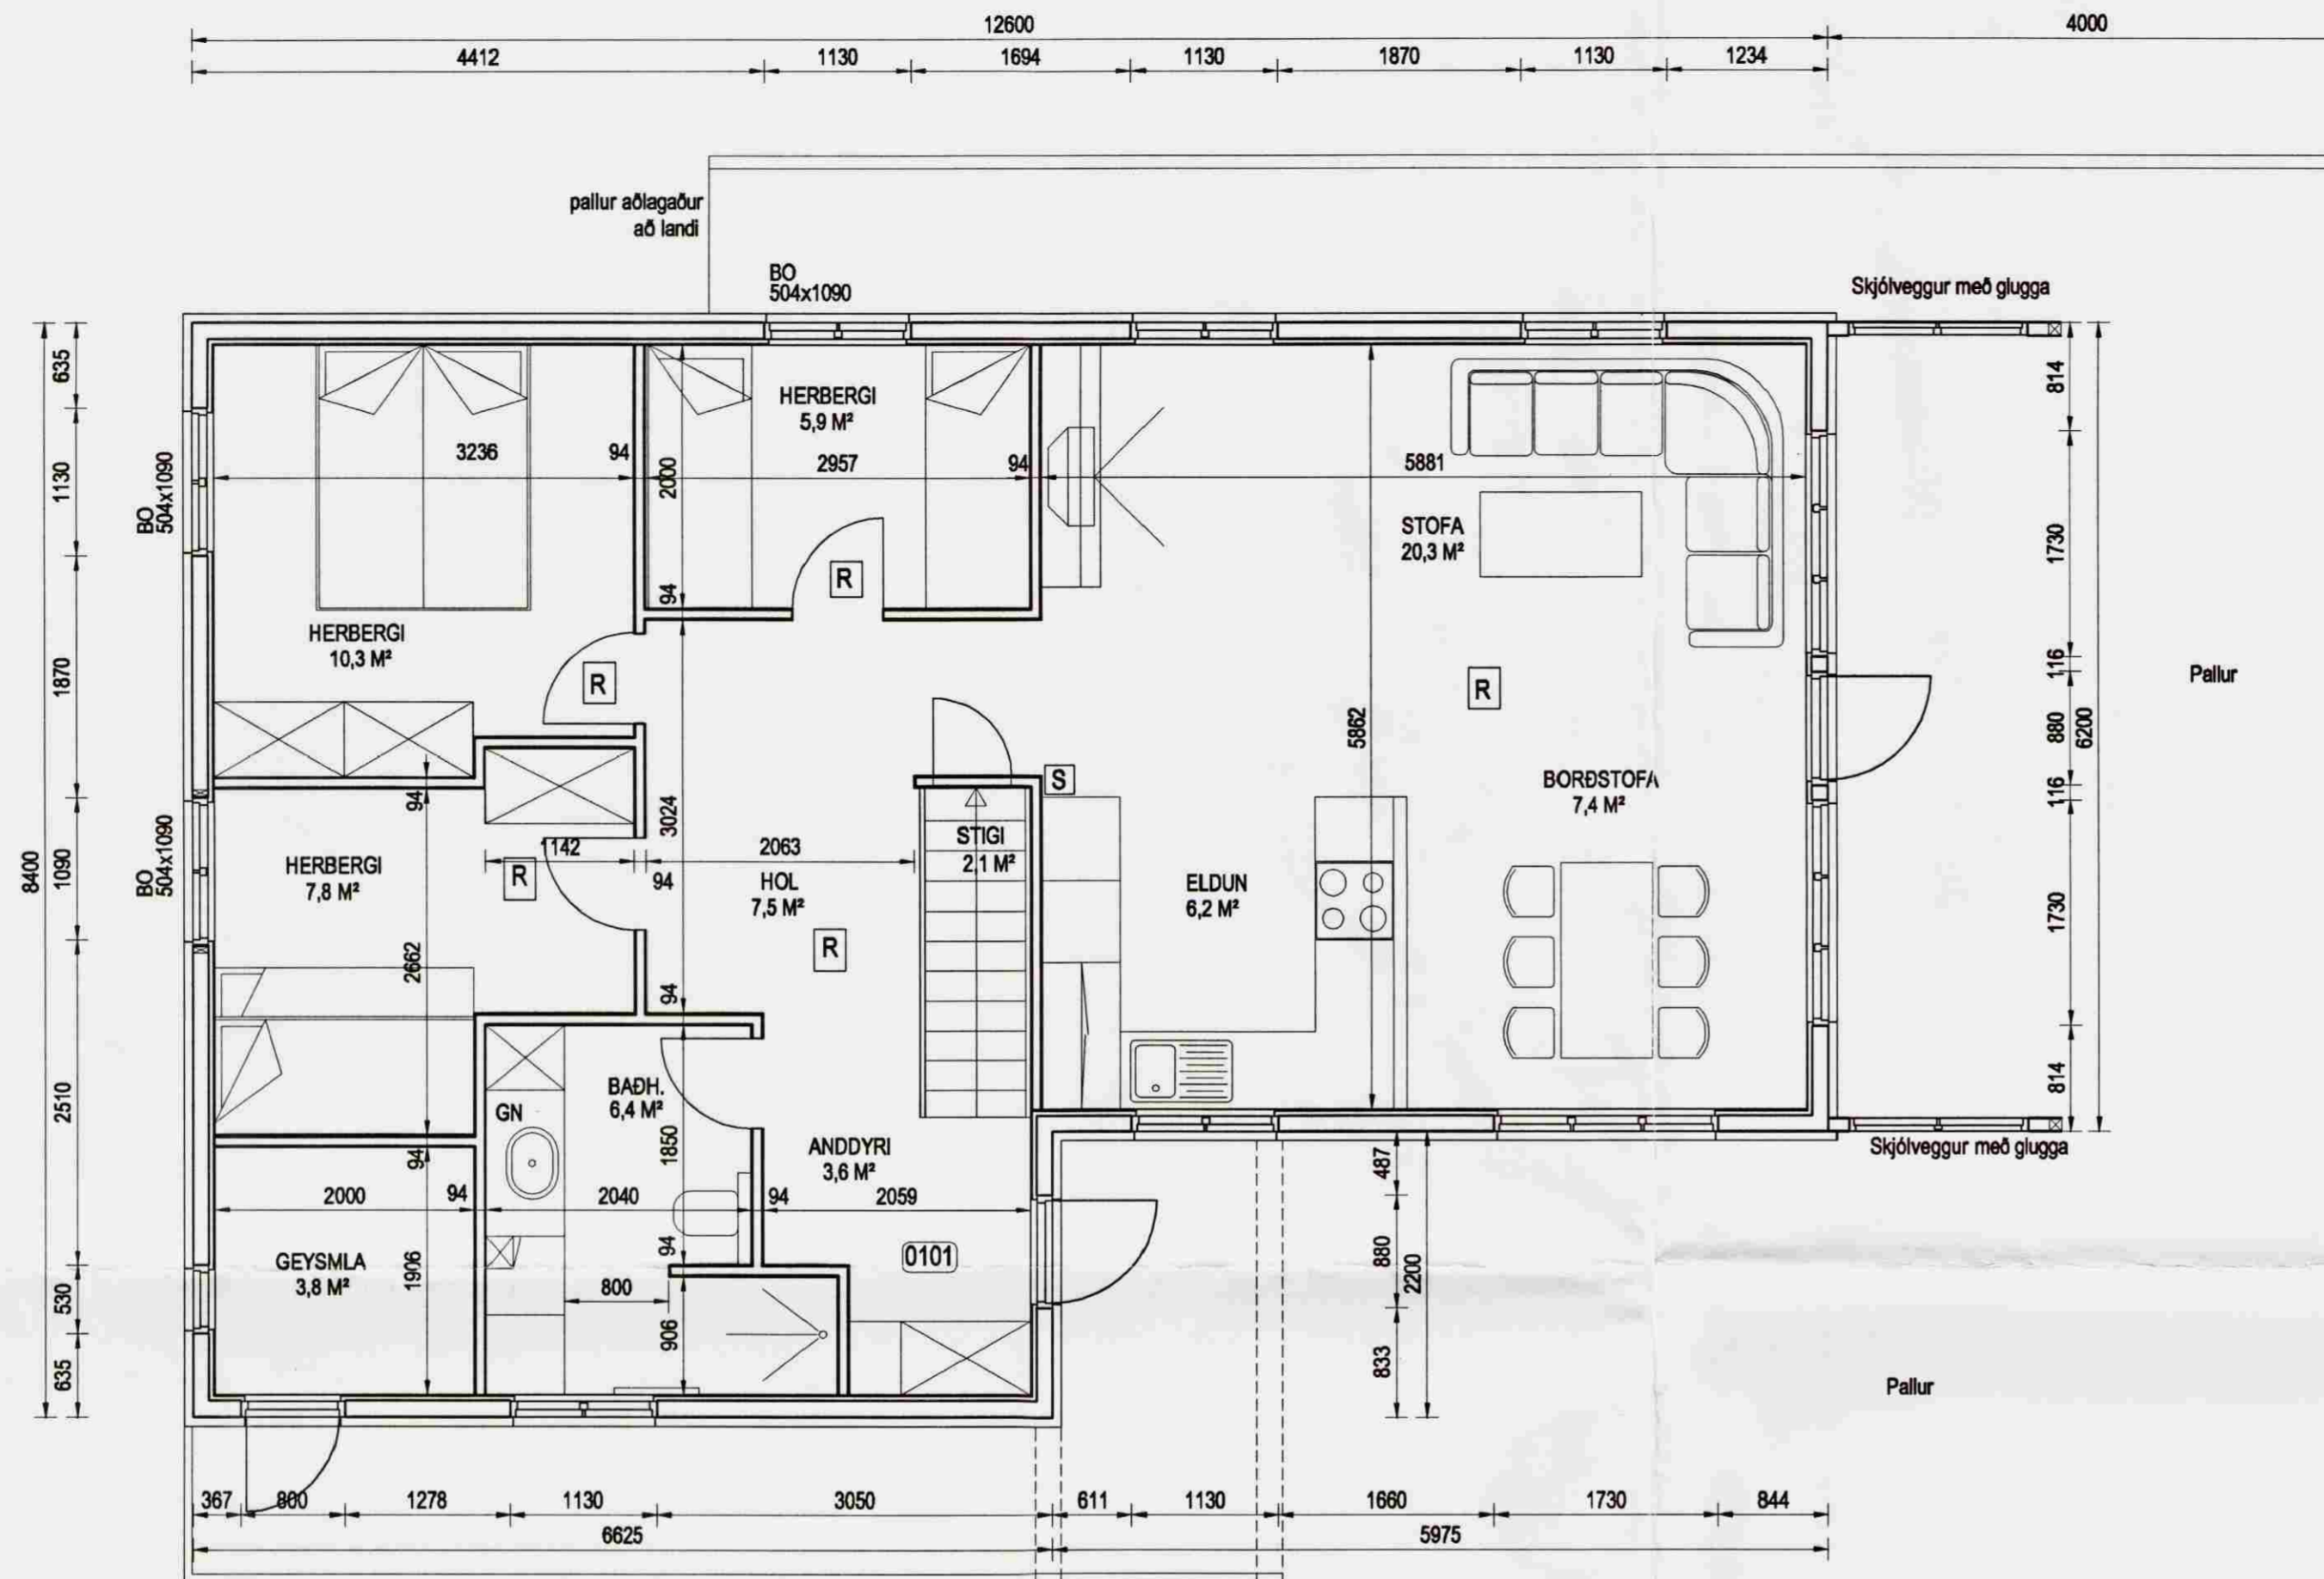 12600
4000
4412
1130
1694
1130
1870
1130
1234
pallur aðlagaður
að landi
BO
504x1090
Skjólveggur með glugga
635
1130
1870
1090
2510
530
635
8400
BO
504x1090
BO
504x1090
HERBERGI
5,9 M²
3236
94
2000
2957
94
5881
94
R
STOFA
20,3 M²
HERBERGI
10,3 M²
R
R
814
1730
116
880
116
1730
814
6200
Pallur
5862
S
BORÐSTOFA
7,4 M²
94
3024
1142
2063
94
STIGI
2,1 M²
HERBERGI
7,8 M²
R
HOL
7,5 M²
ELDUN
6,2 M²
R
2662
94
BAÐH.
6,4 M²
GN
1850
ANDDYRI
3,6 M²
94
2000
94
2040
94
2059
487
880
833
2200
Skjólveggur með glugga
GEYSMLA
3,8 M²
1906
94
0101
800
906
Pallur
367
800
1278
1130
3050
611
1130
1660
1730
844
6625
5975